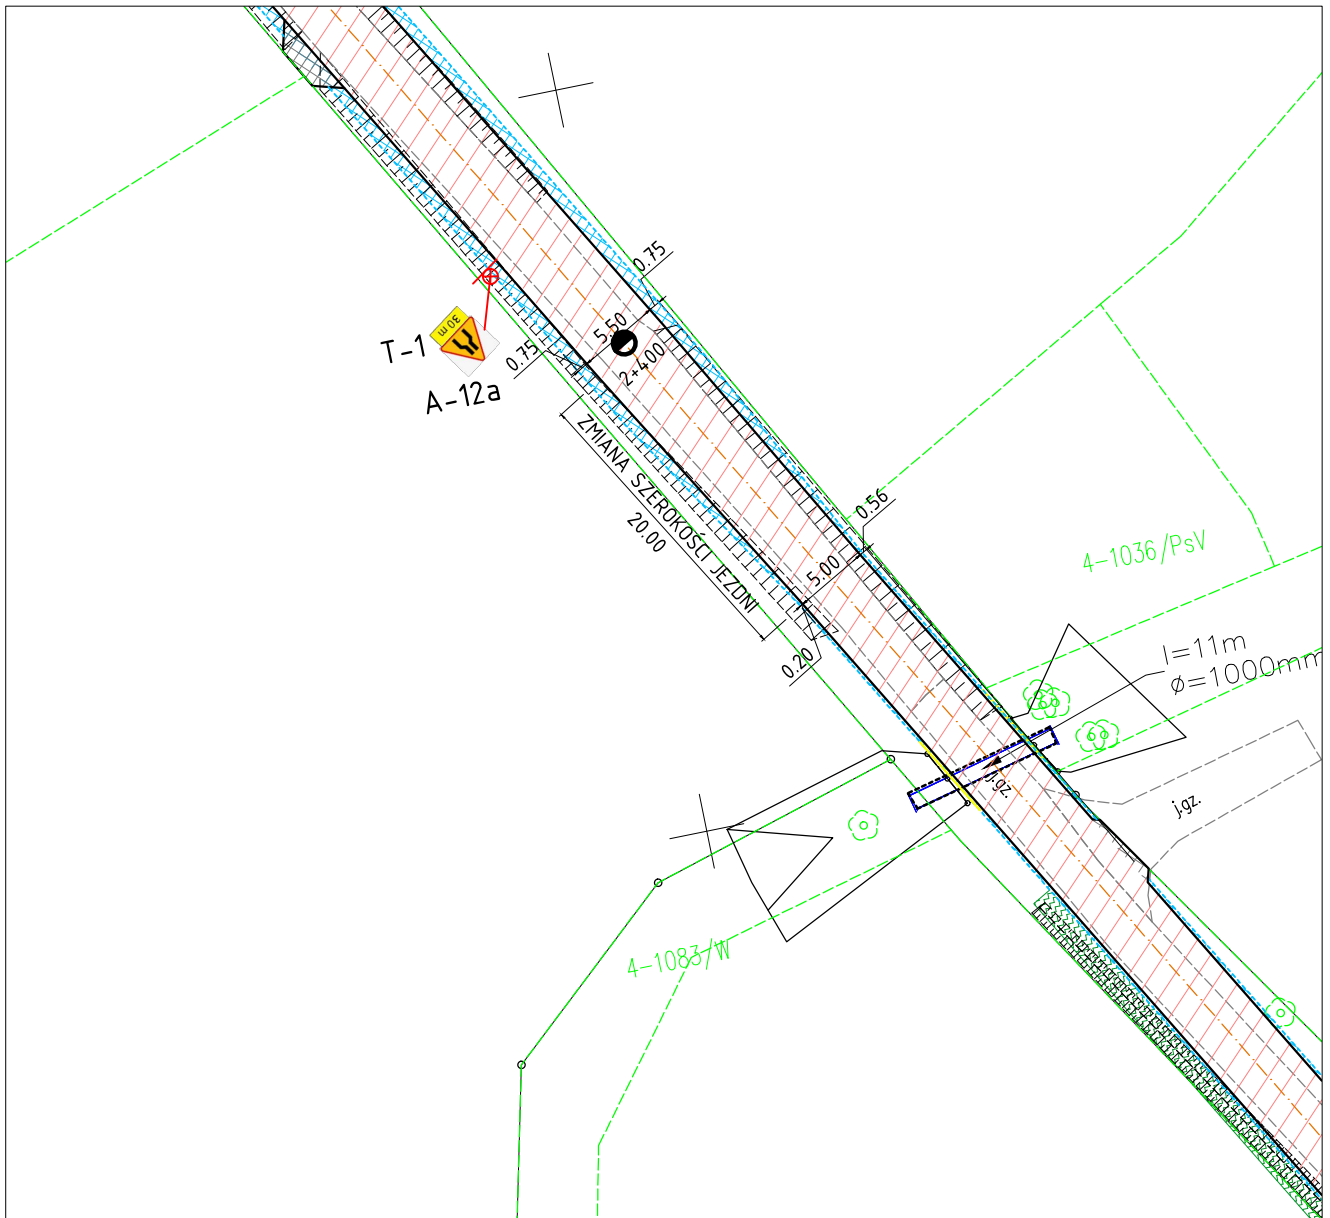 0.75
5.50
2+400
0.75
30 m
T-1
A-12a
ZMIANA SZEROKOŚCI JEZDNI
20.00
0.56
5.00
0.20
4-1036/PsV
l=11m
ø=1000mm
j.gz.
j.gz.
4-1083/W